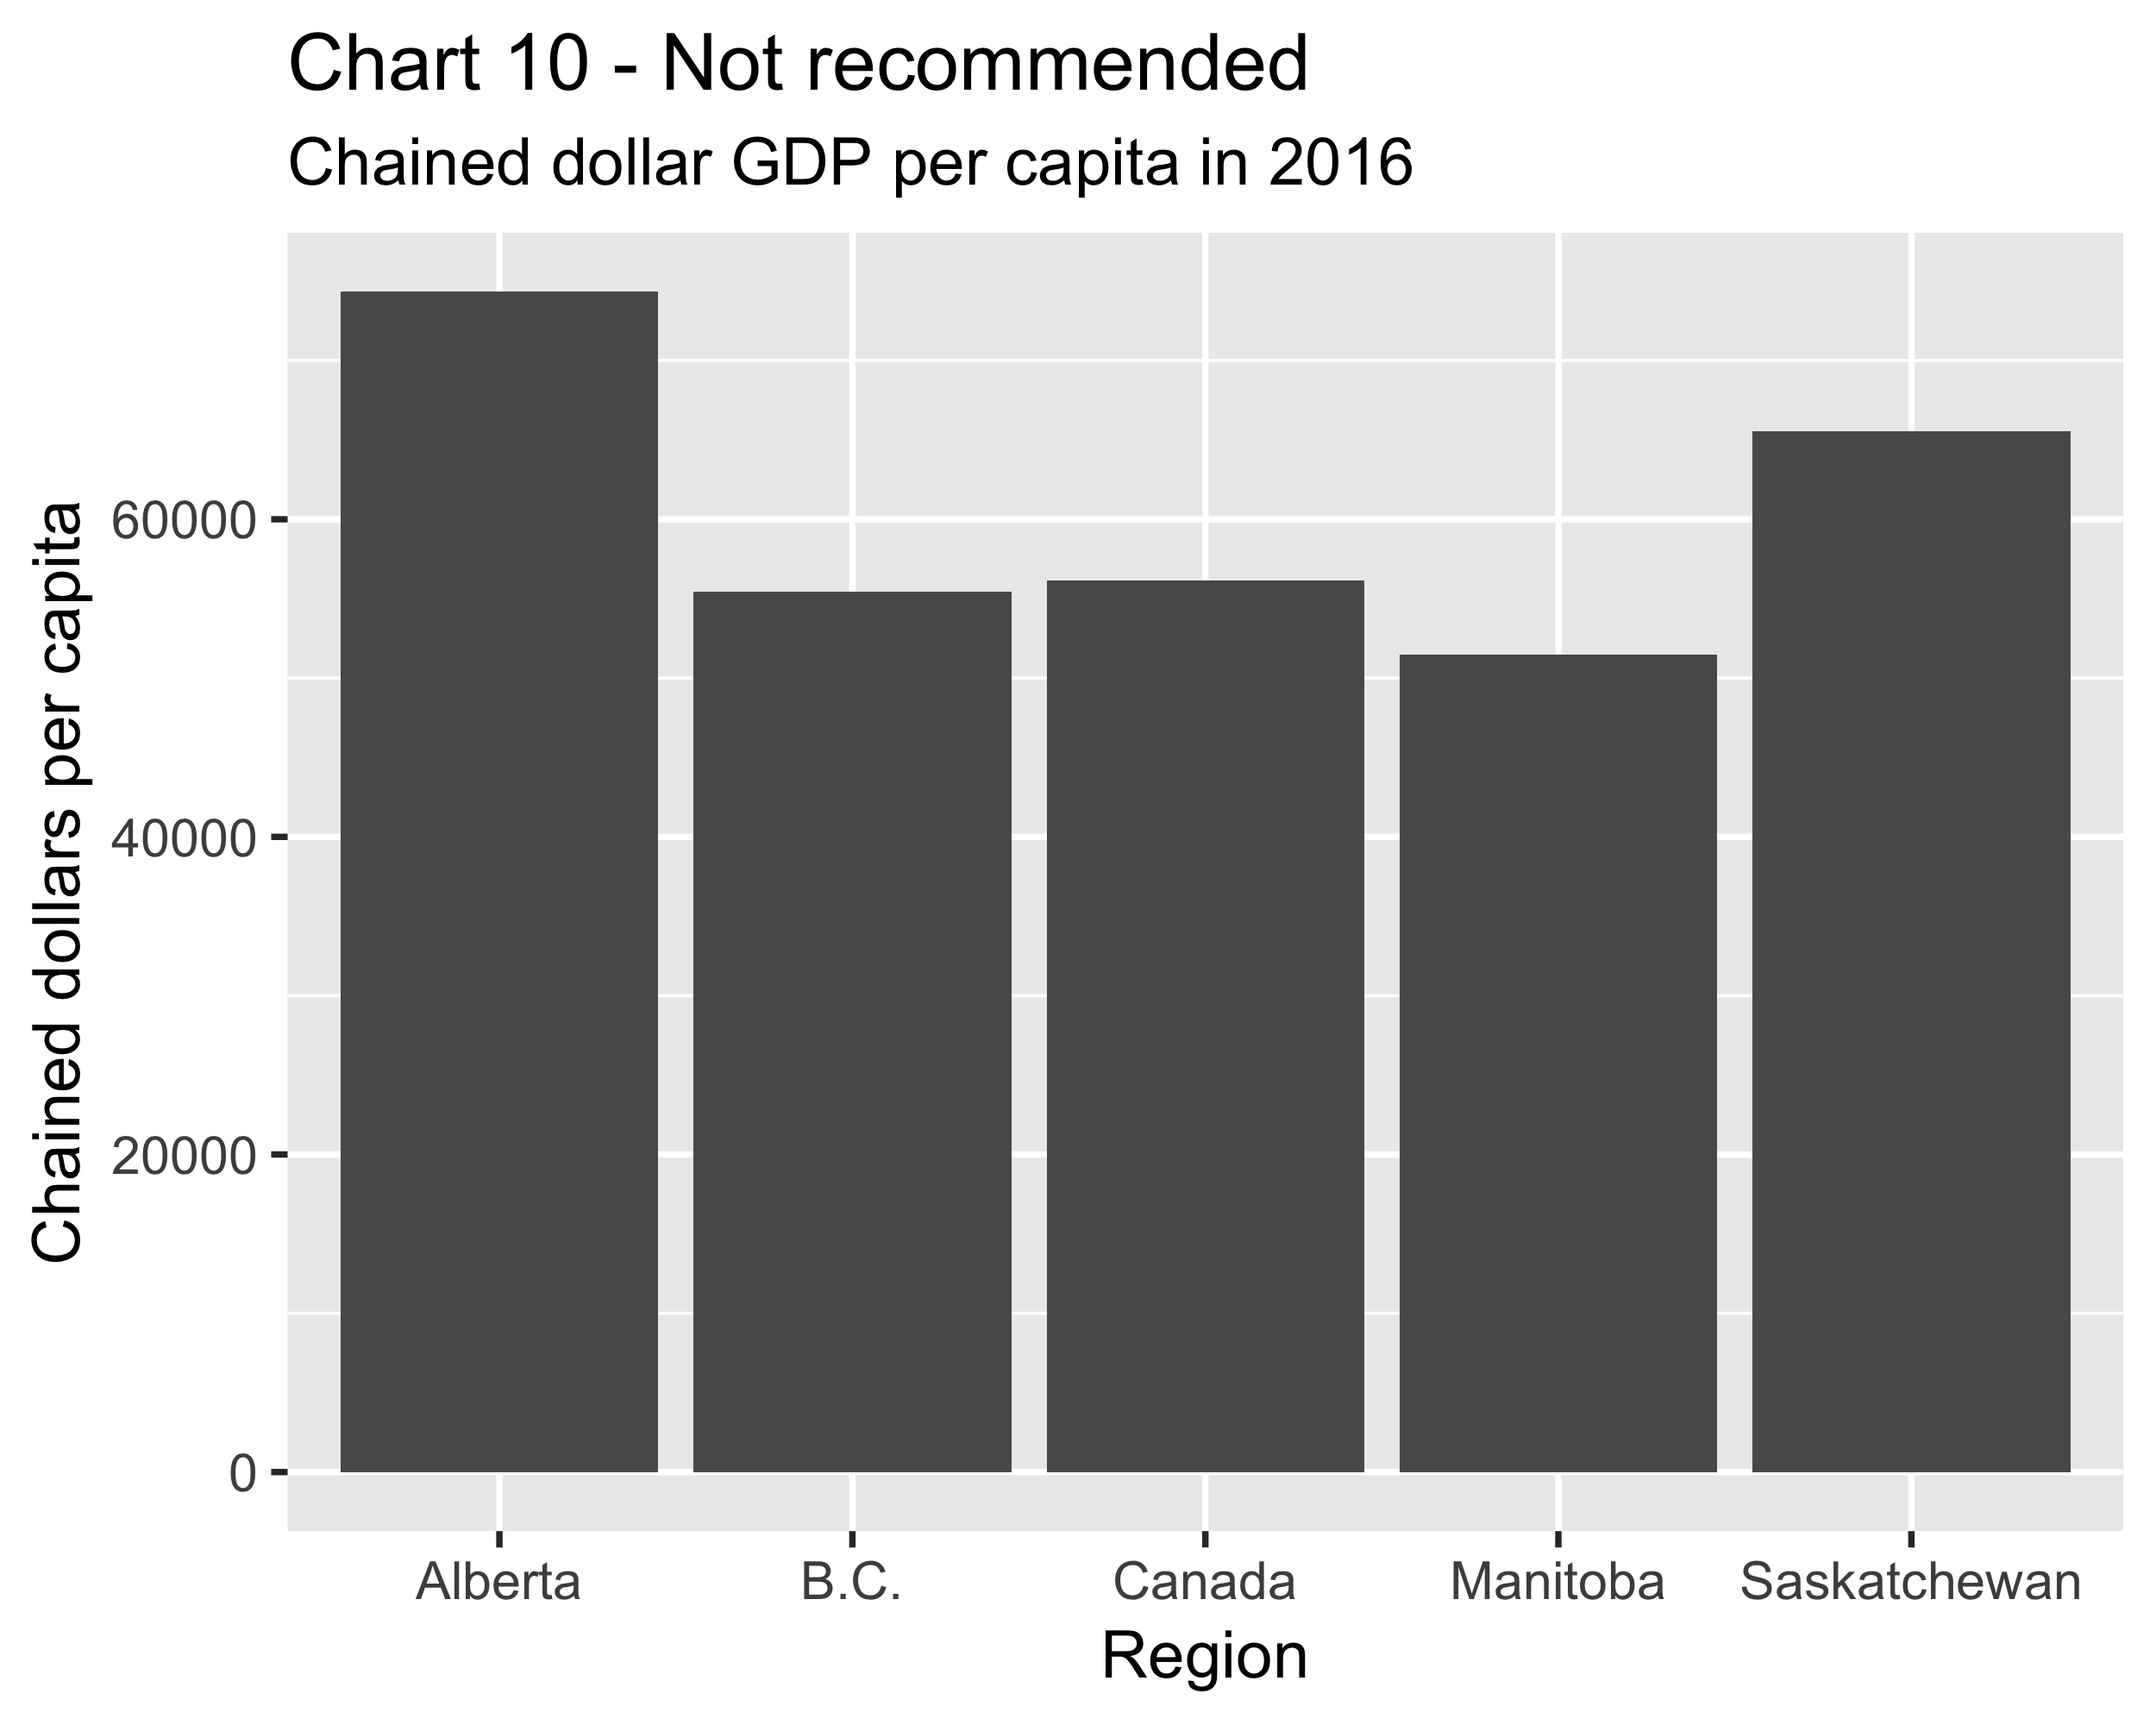 Chart 10 - Not recommended
Chained dollar GDP per capita in 2016
Chained dollars per capita
60000
40000
20000
0
Alberta B.C. Canada Manitoba Saskatchewan
Region